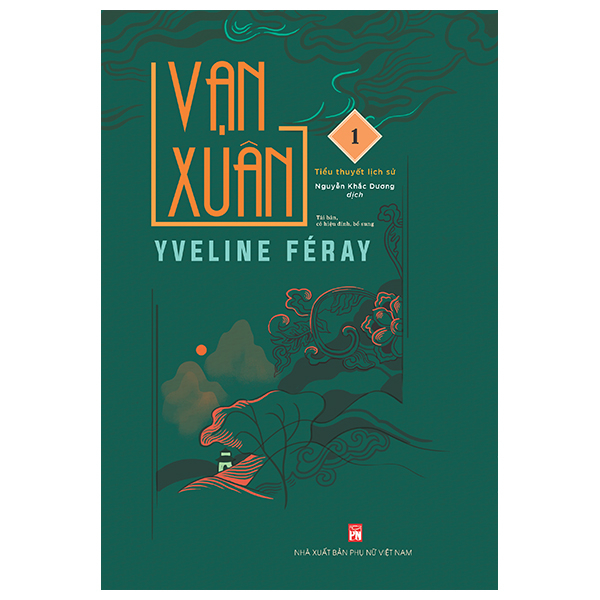 VẠN
XUÂN
1
Tiểu thuyết lịch sử
Nguyễn Khắc Dương
dịch
Tái bản,
có hiệu đính, bổ sung
YVELINE FÉRAY
PN
NHÀ XUẤT BẢN PHỤ NỮ VIỆT NAM